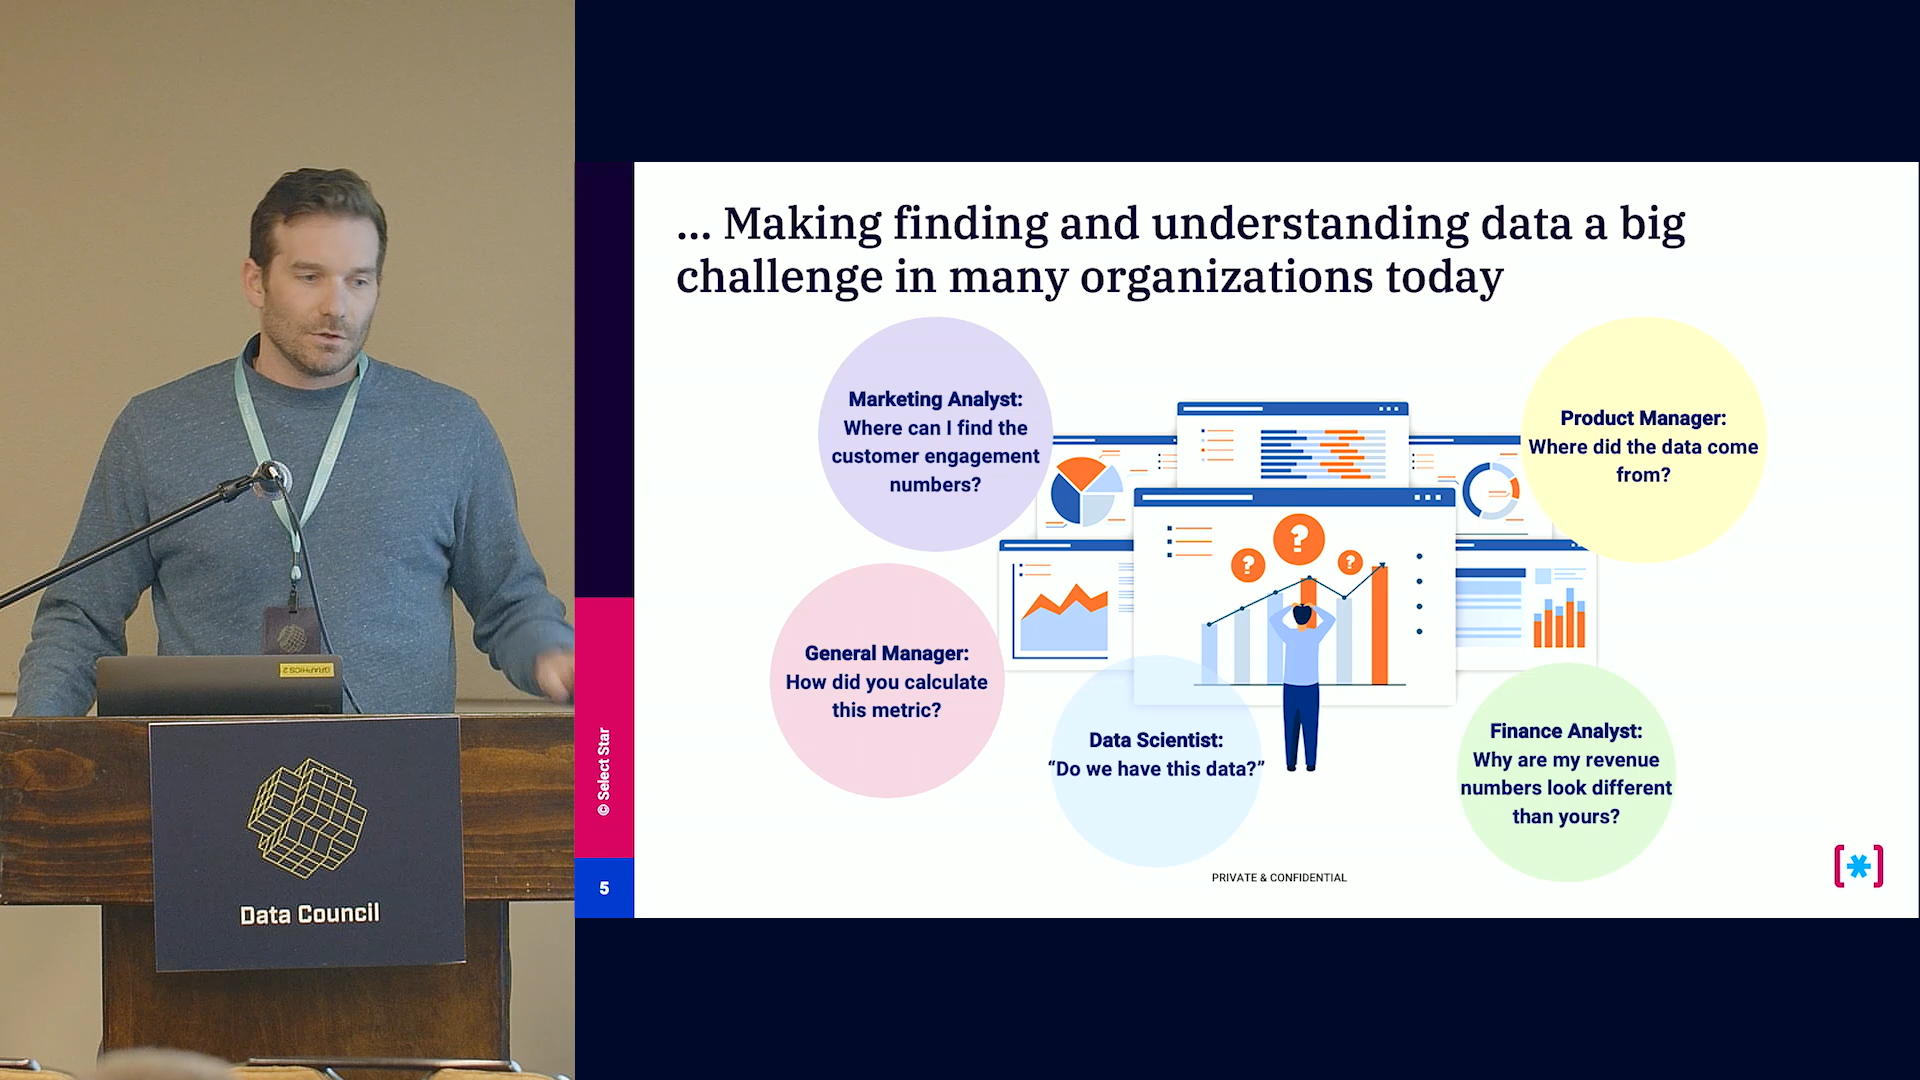 ... Making finding and understanding data a big
challenge in many organizations today
Marketing Analyst:
Where can I find the
customer engagement
numbers?
Product Manager:
Where did the data come
from?
General Manager:
How did you calculate
this metric?
Data Scientist:
“Do we have this data?”
Finance Analyst:
Why are my revenue
numbers look different
than yours?
? ? ?
© Select Star
5
PRIVATE & CONFIDENTIAL
[*]
GRAPHICS 2
Data Council